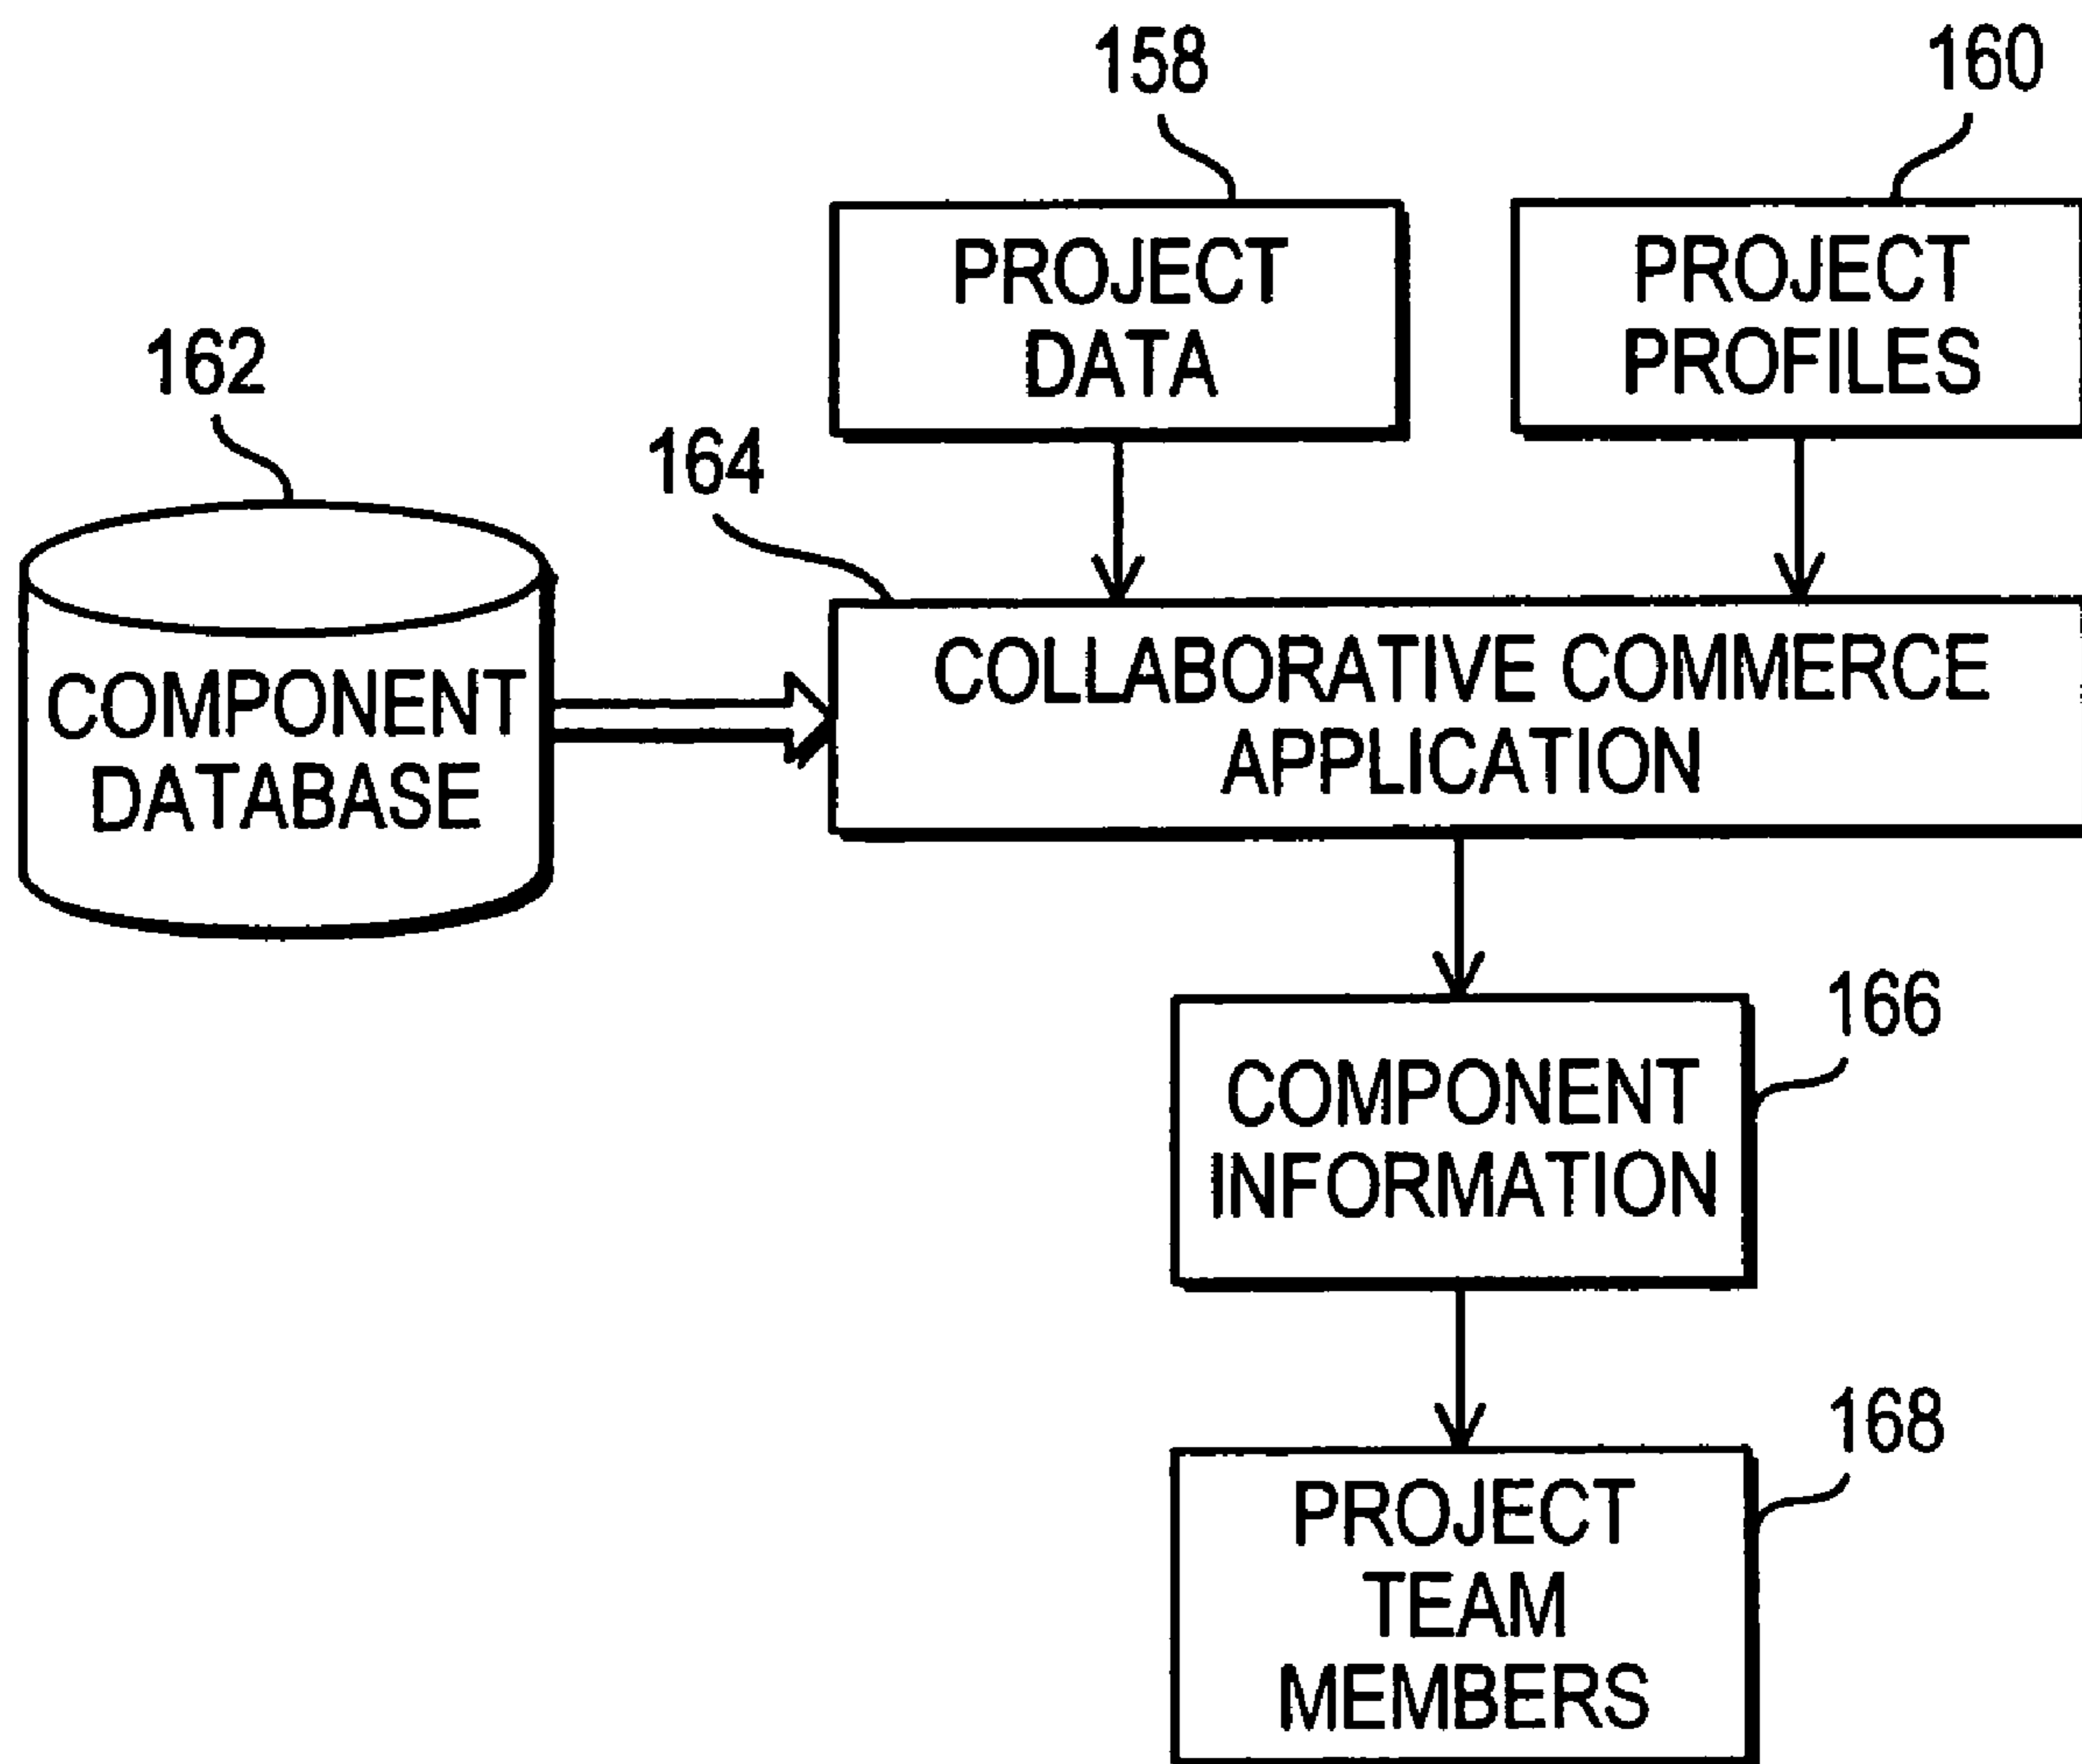 158
160
PROJECT
DATA
PROJECT
PROFILES
162
164
COMPONENT
DATABASE
COLLABORATIVE COMMERCE
APPLICATION
166
COMPONENT
INFORMATION
168
PROJECT
TEAM
MEMBERS